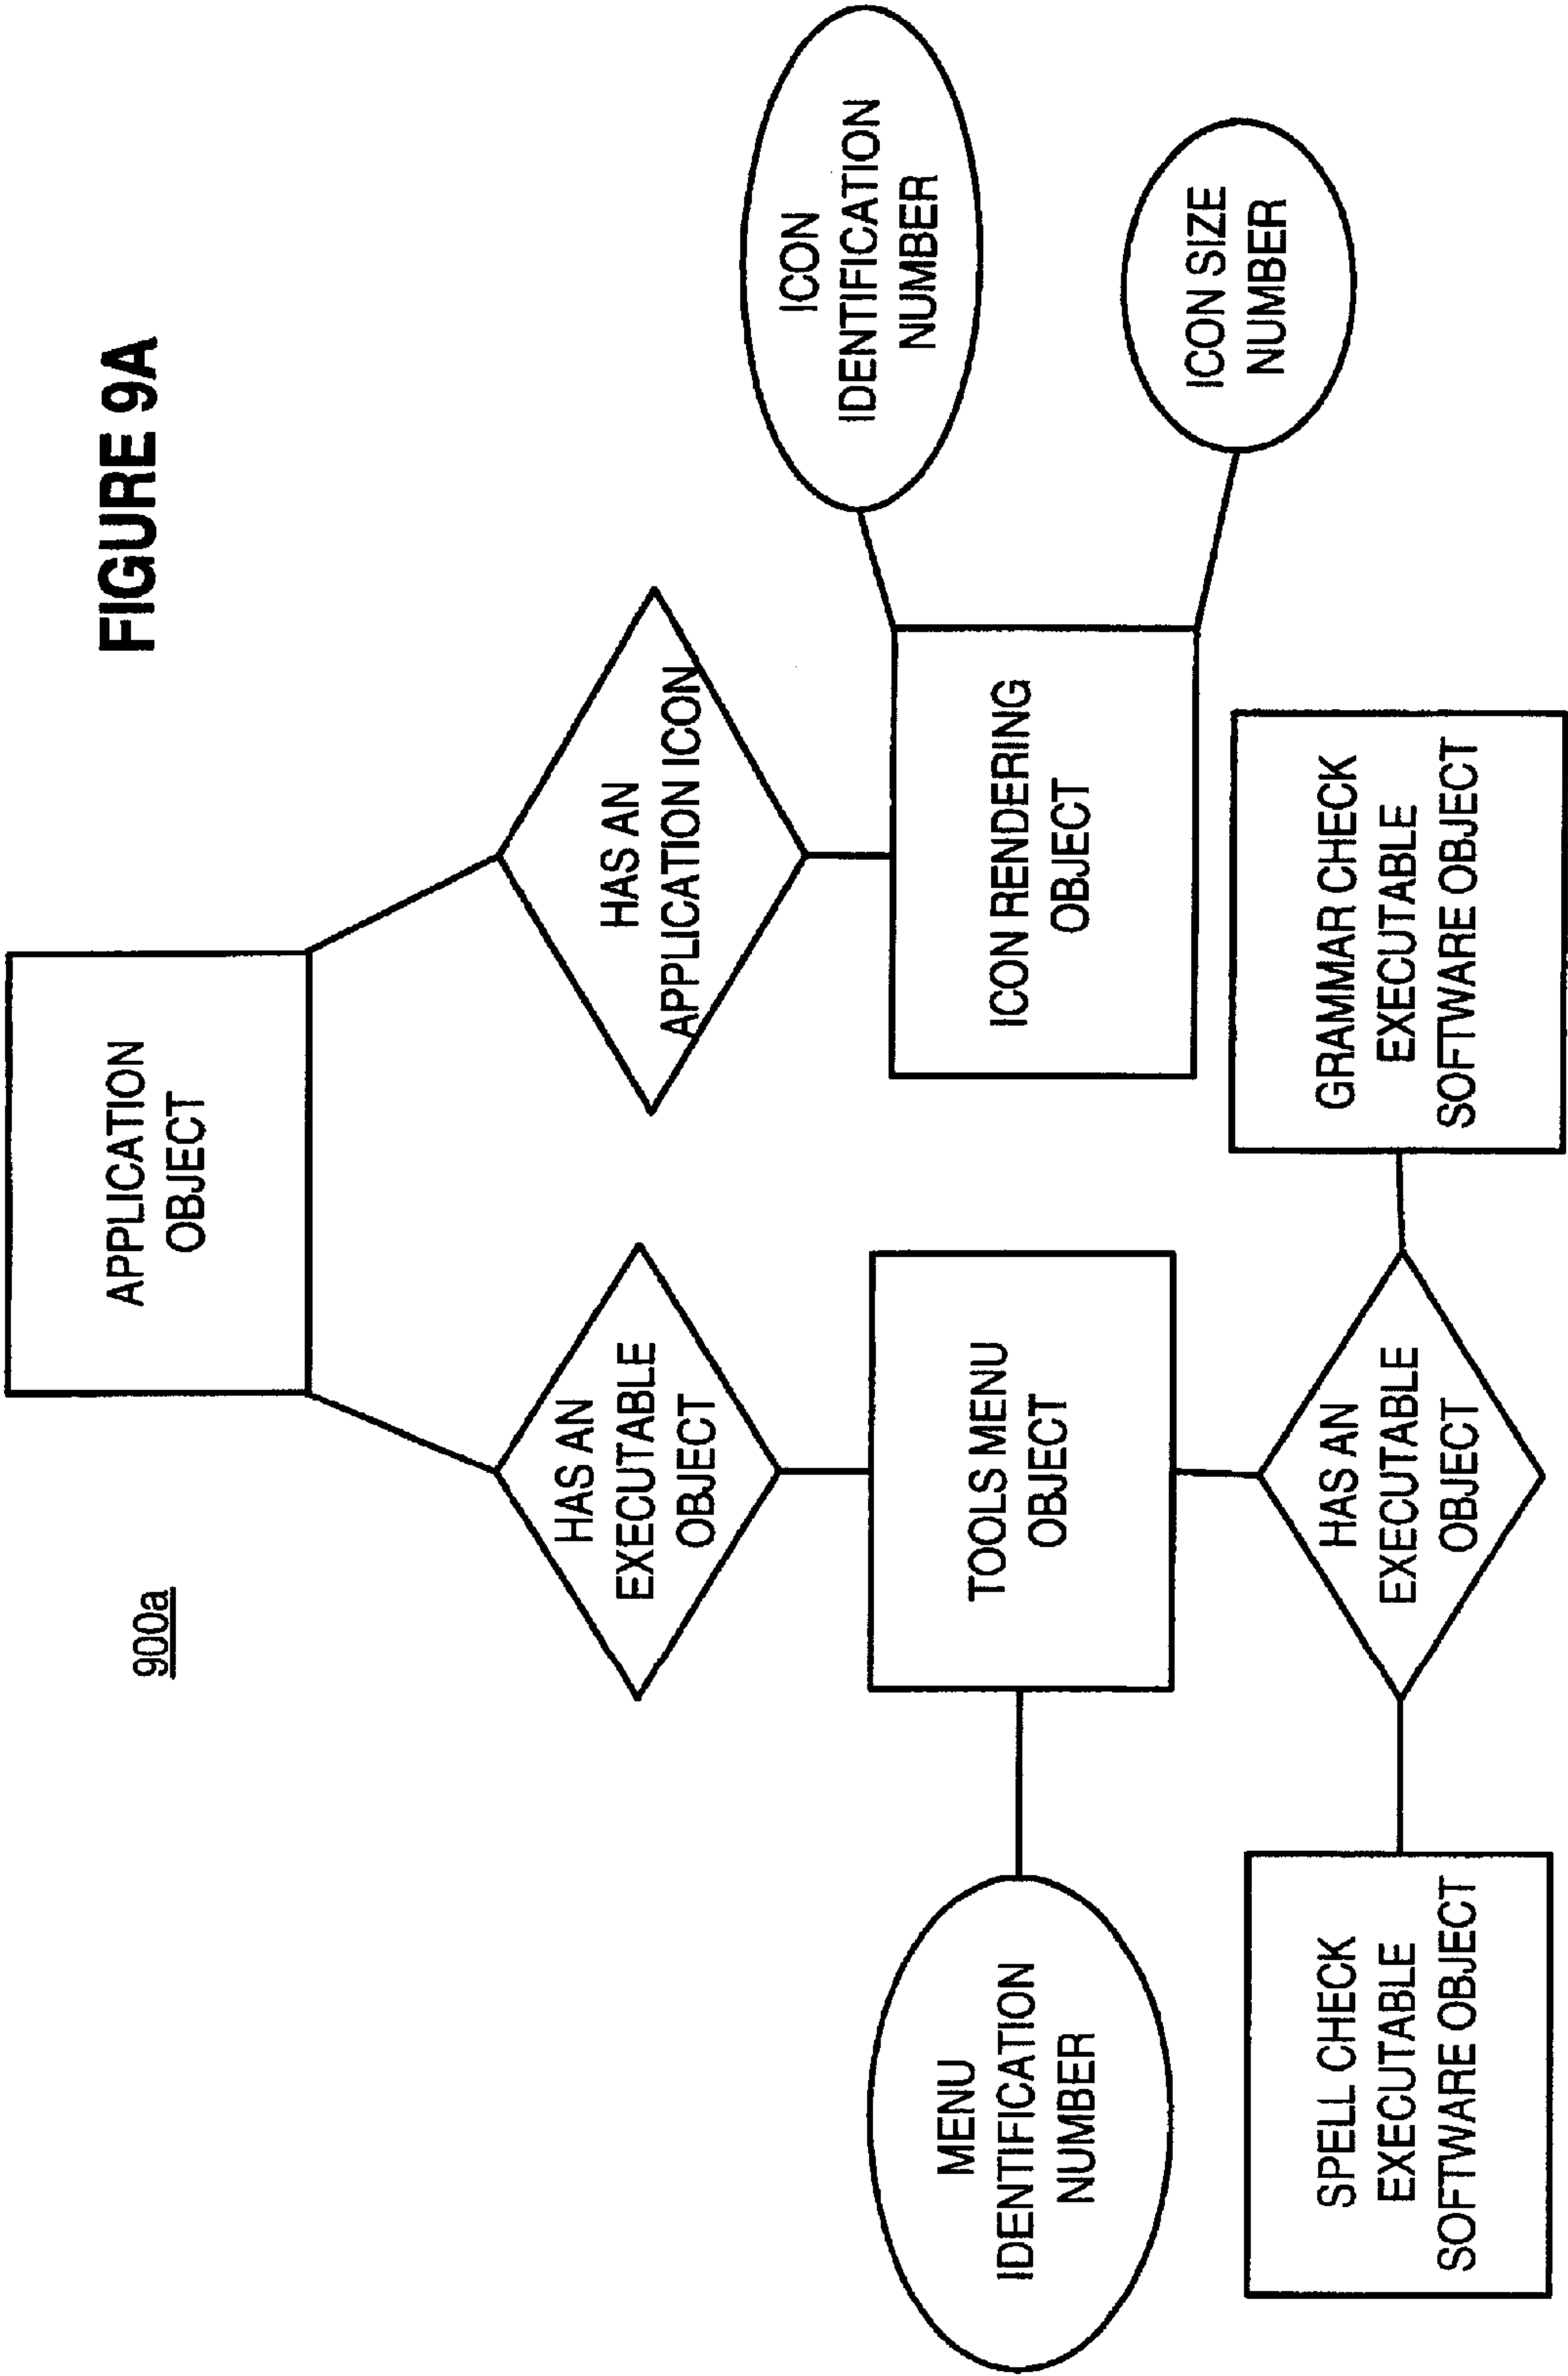 FIGURE 9A
900a
APPLICATION
OBJECT
HAS AN
EXECUTABLE
OBJECT
HAS AN
APPLICATION ICON
MENU
IDENTIFICATION
NUMBER
TOOLS MENU
OBJECT
ICON RENDERING
OBJECT
ICON
IDENTIFICATION
NUMBER
ICON SIZE
NUMBER
SPELL CHECK
EXECUTABLE
SOFTWARE OBJECT
HAS AN
EXECUTABLE
OBJECT
GRAMMAR CHECK
EXECUTABLE
SOFTWARE OBJECT